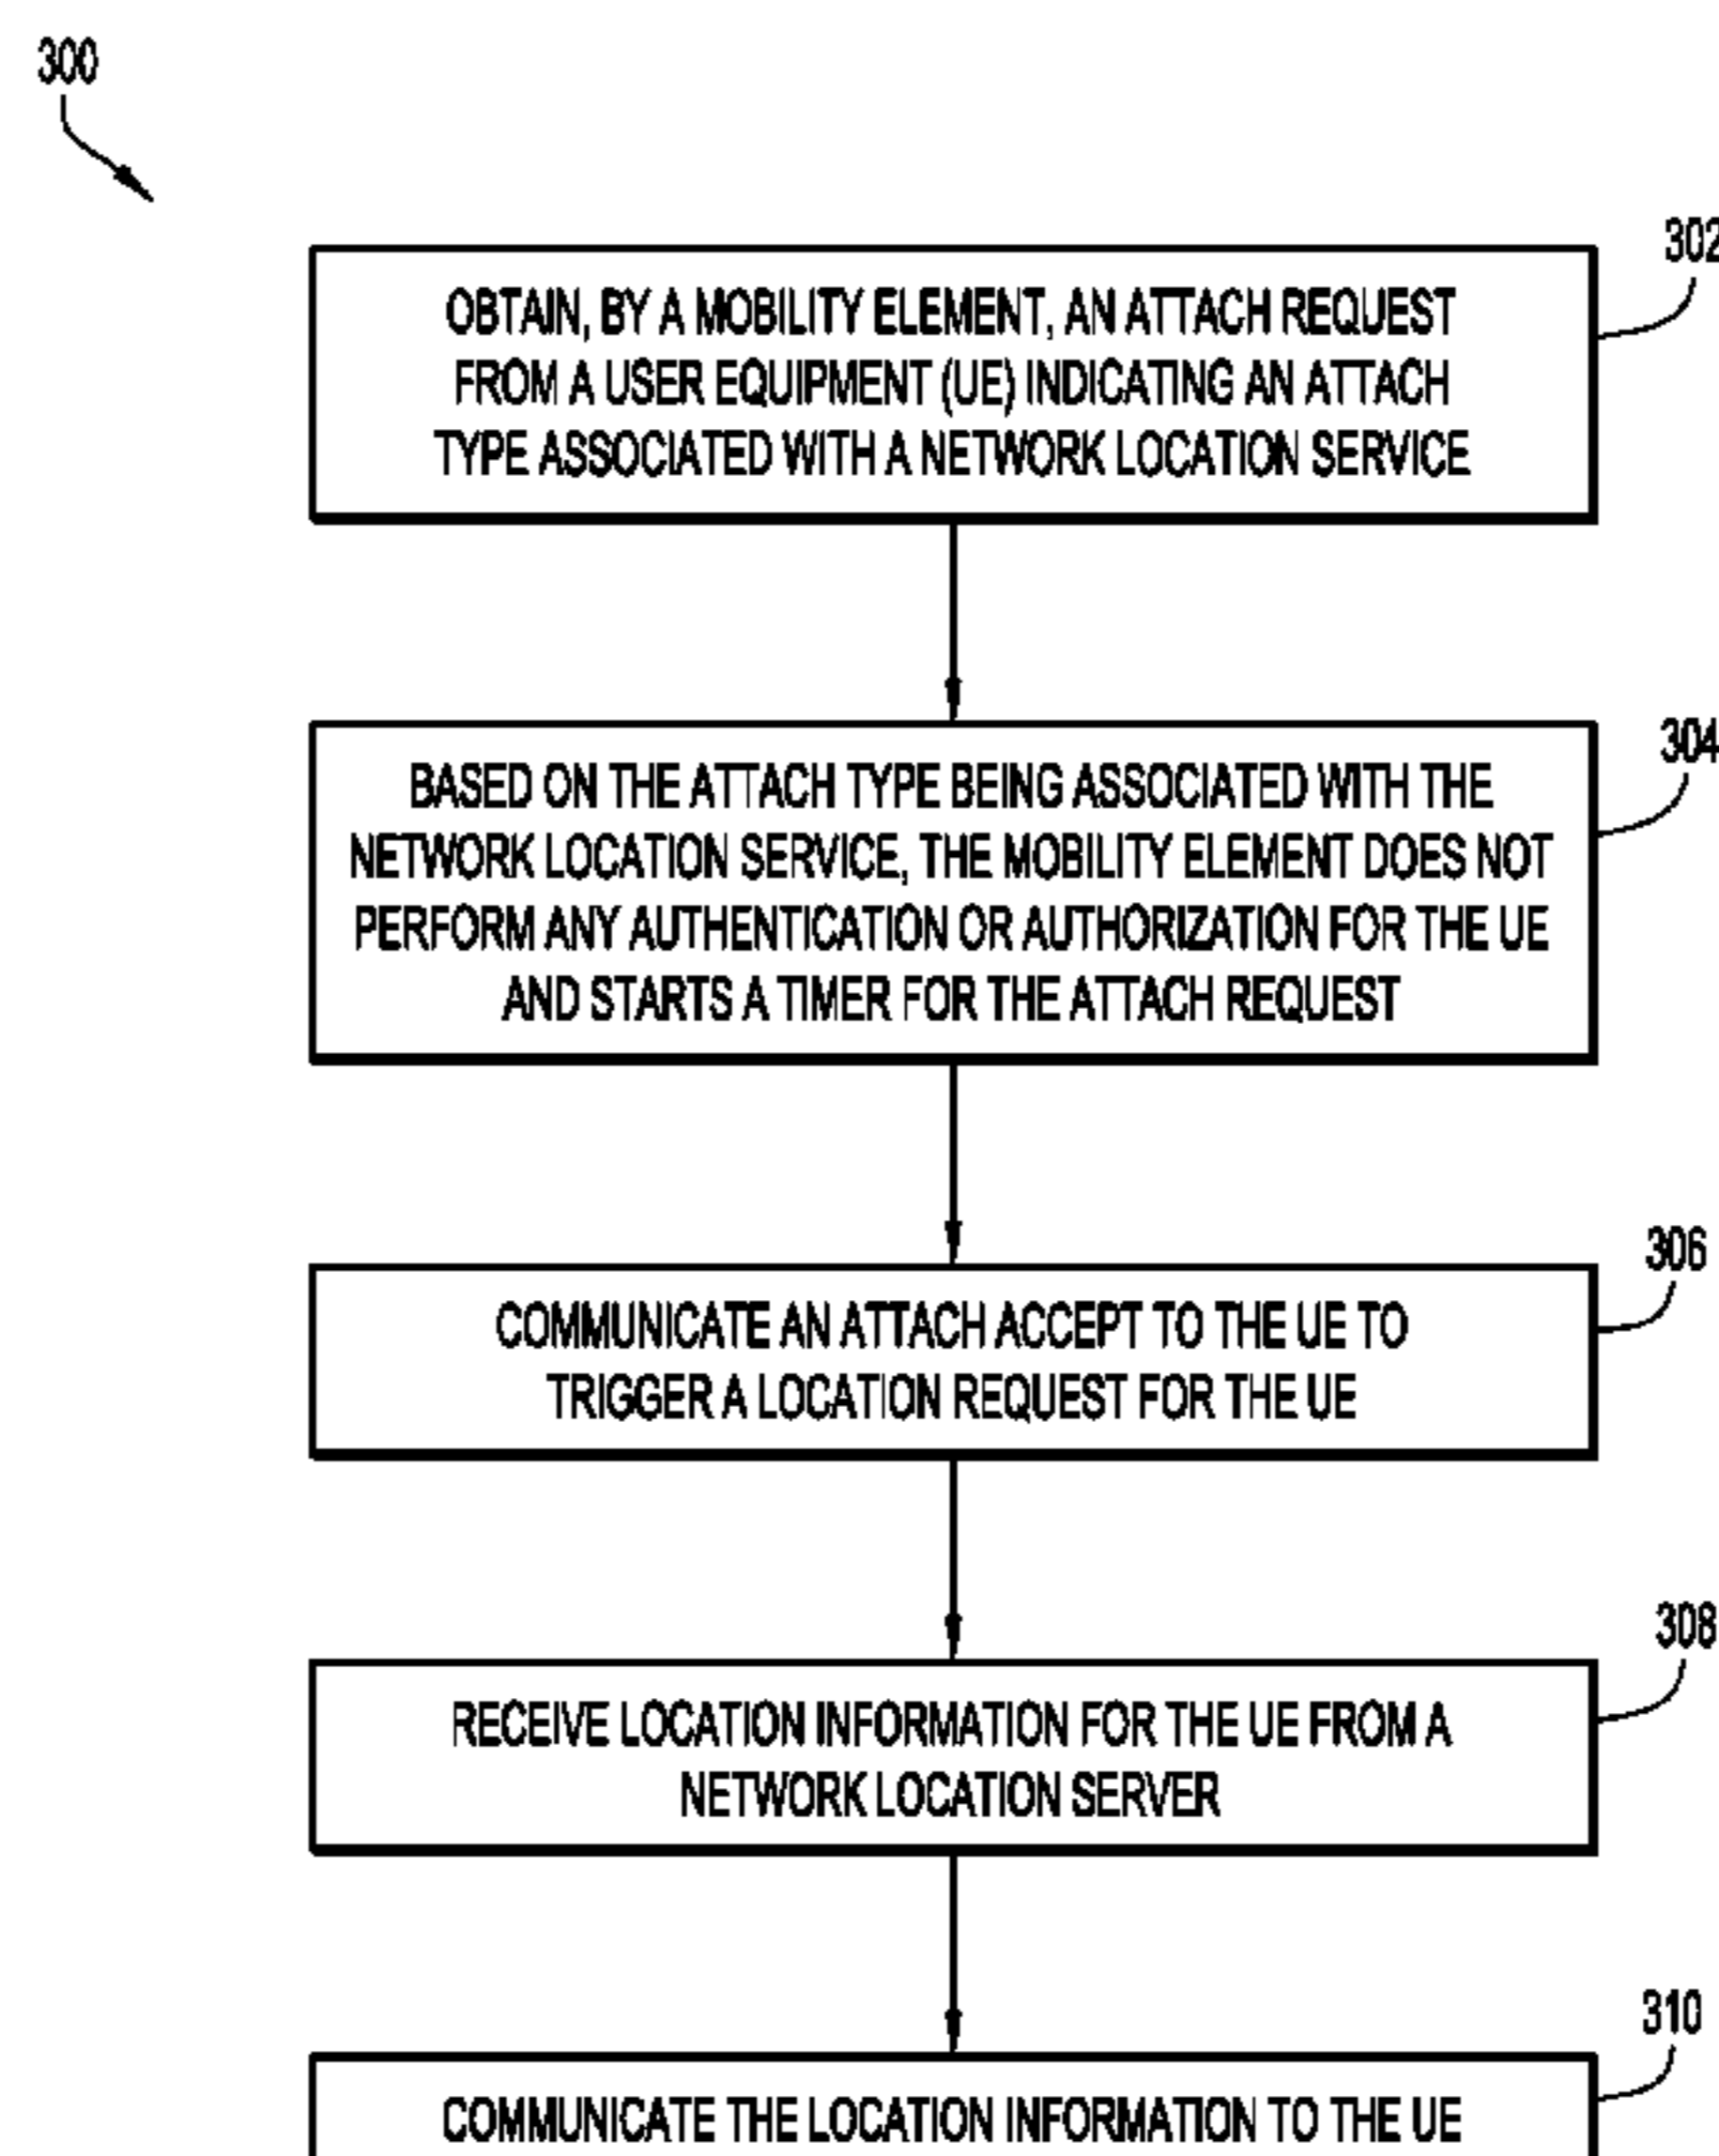 300
302
OBTAIN, BY A MOBILITY ELEMENT, AN ATTACH REQUEST
FROM A USER EQUIPMENT (UE) INDICATING AN ATTACH
TYPE ASSOCIATED WITH A NETWORK LOCATION SERVICE
304
BASED ON THE ATTACH TYPE BEING ASSOCIATED WITH THE
NETWORK LOCATION SERVICE, THE MOBILITY ELEMENT DOES NOT
PERFORM ANY AUTHENTICATION OR AUTHORIZATION FOR THE UE
AND STARTS A TIMER FOR THE ATTACH REQUEST
306
COMMUNICATE AN ATTACH ACCEPT TO THE UE TO
TRIGGER A LOCATION REQUEST FOR THE UE
308
RECEIVE LOCATION INFORMATION FOR THE UE FROM A
NETWORK LOCATION SERVER
310
COMMUNICATE THE LOCATION INFORMATION TO THE UE